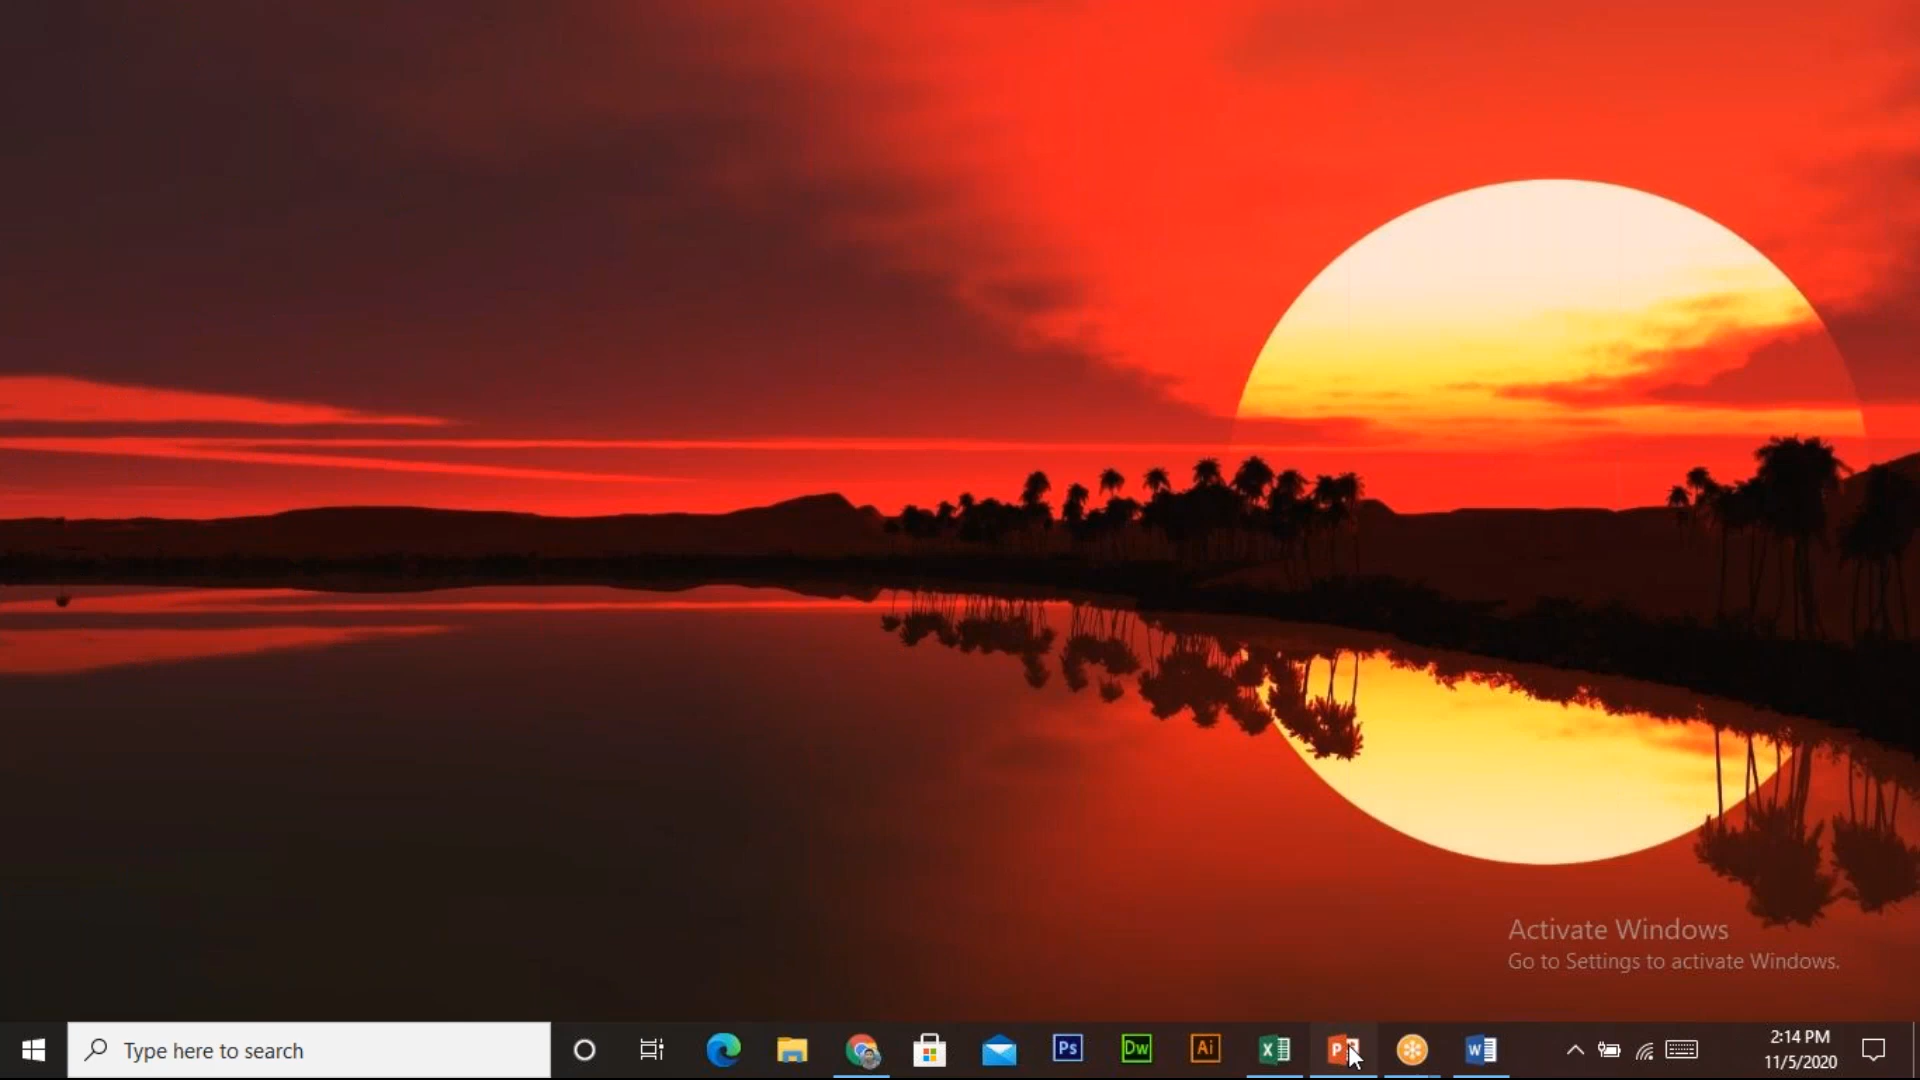 Activate Windows
Go to Settings to activate Windows.
Type here to search
Ps
Dw
Ai
X
P
W
2:14 PM
11/5/2020